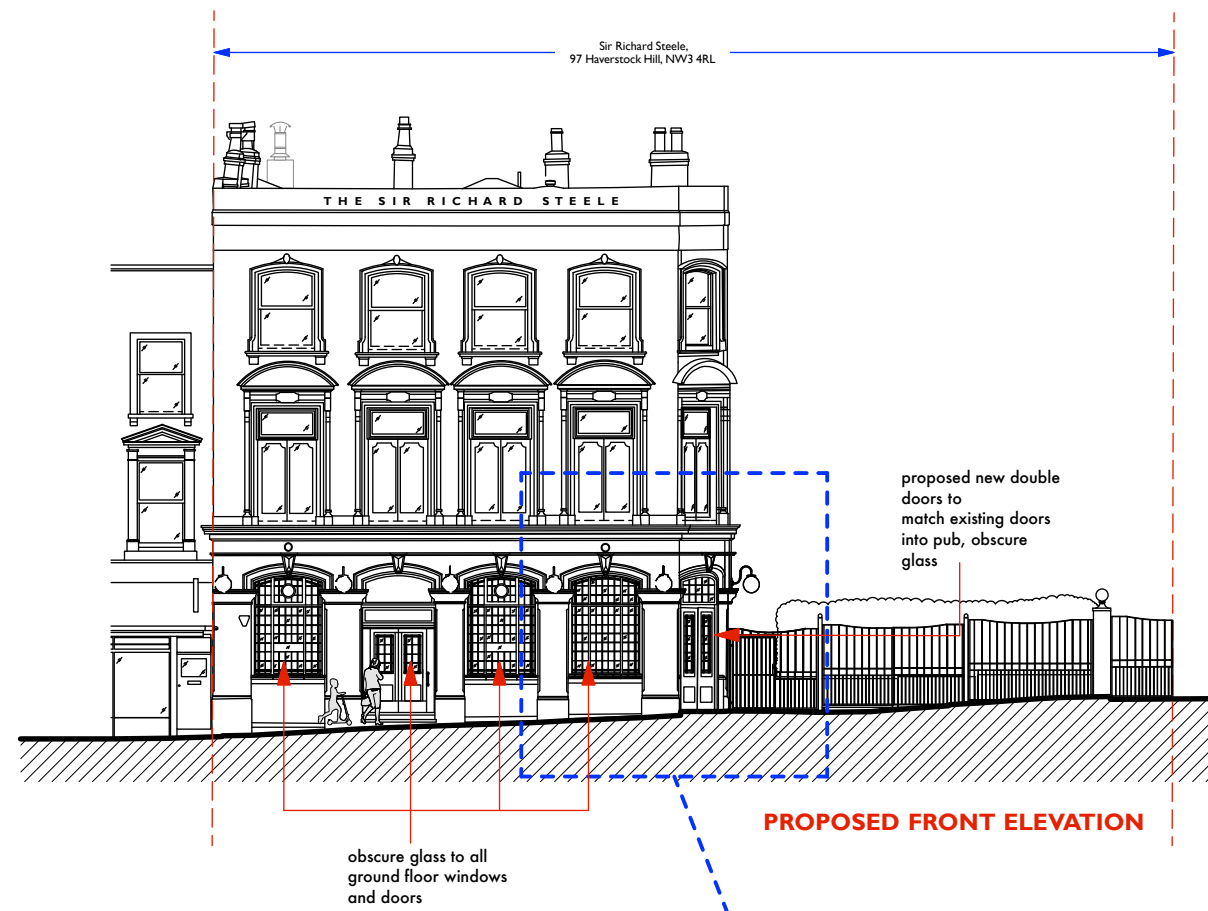 Sir Richard Steele,
97 Haverstock Hill, NW3 4RL
THE SIR RICHARD STEELE
proposed new double
doors to
match existing doors
into pub, obscure
glass
PROPOSED FRONT ELEVATION
obscure glass to all
ground floor windows
and doors